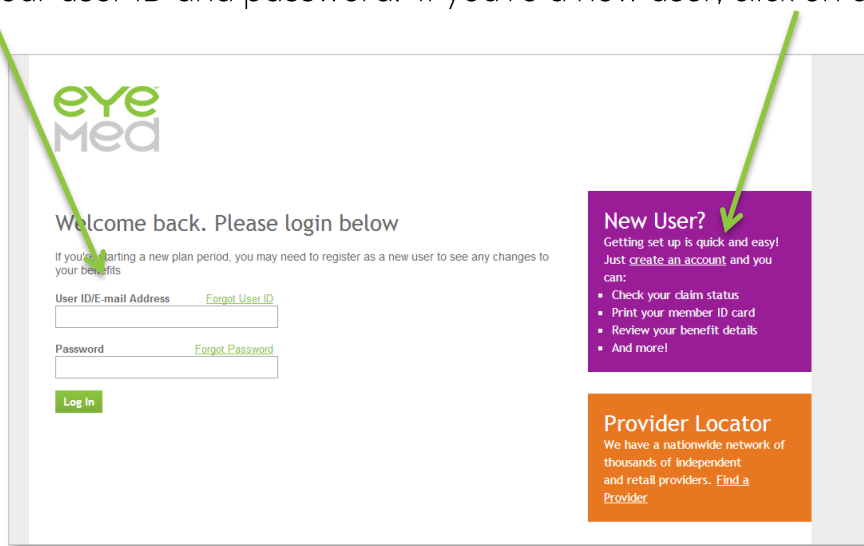 user ID and password. If you're a new user, click on
eye
Med
Welcome back. Please login below
If you're starting a new plan period, you may need to register as a new user to see any changes to
your benefits
User ID/E-mail Address Forgot User ID
Password Forgot Password
Log In
New User?
Getting set up is quick and easy!
Just create an account and you
can:
▪ Check your claim status
▪ Print your member ID card
▪ Review your benefit details
▪ And more!
Provider Locator
We have a nationwide network of
thousands of independent
and retail providers. Find a
Provider